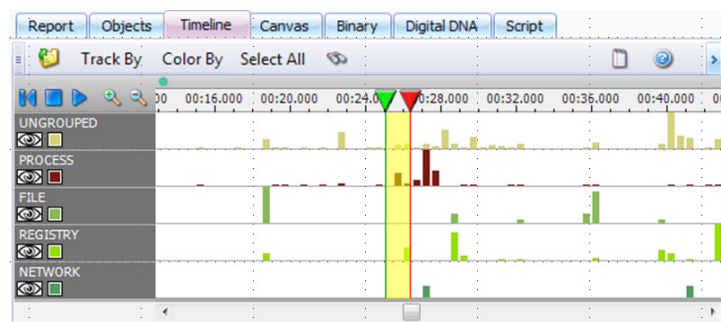 Report Objects Timeline Canvas Binary Digital DNA Script
Track By Color By Select All
00 00:16.000 00:20.000 00:24.0 0:28.000 00:32.000 00:36.000 00:40.000 0
UNGROUPED
PROCESS
FILE
REGISTRY
NETWORK